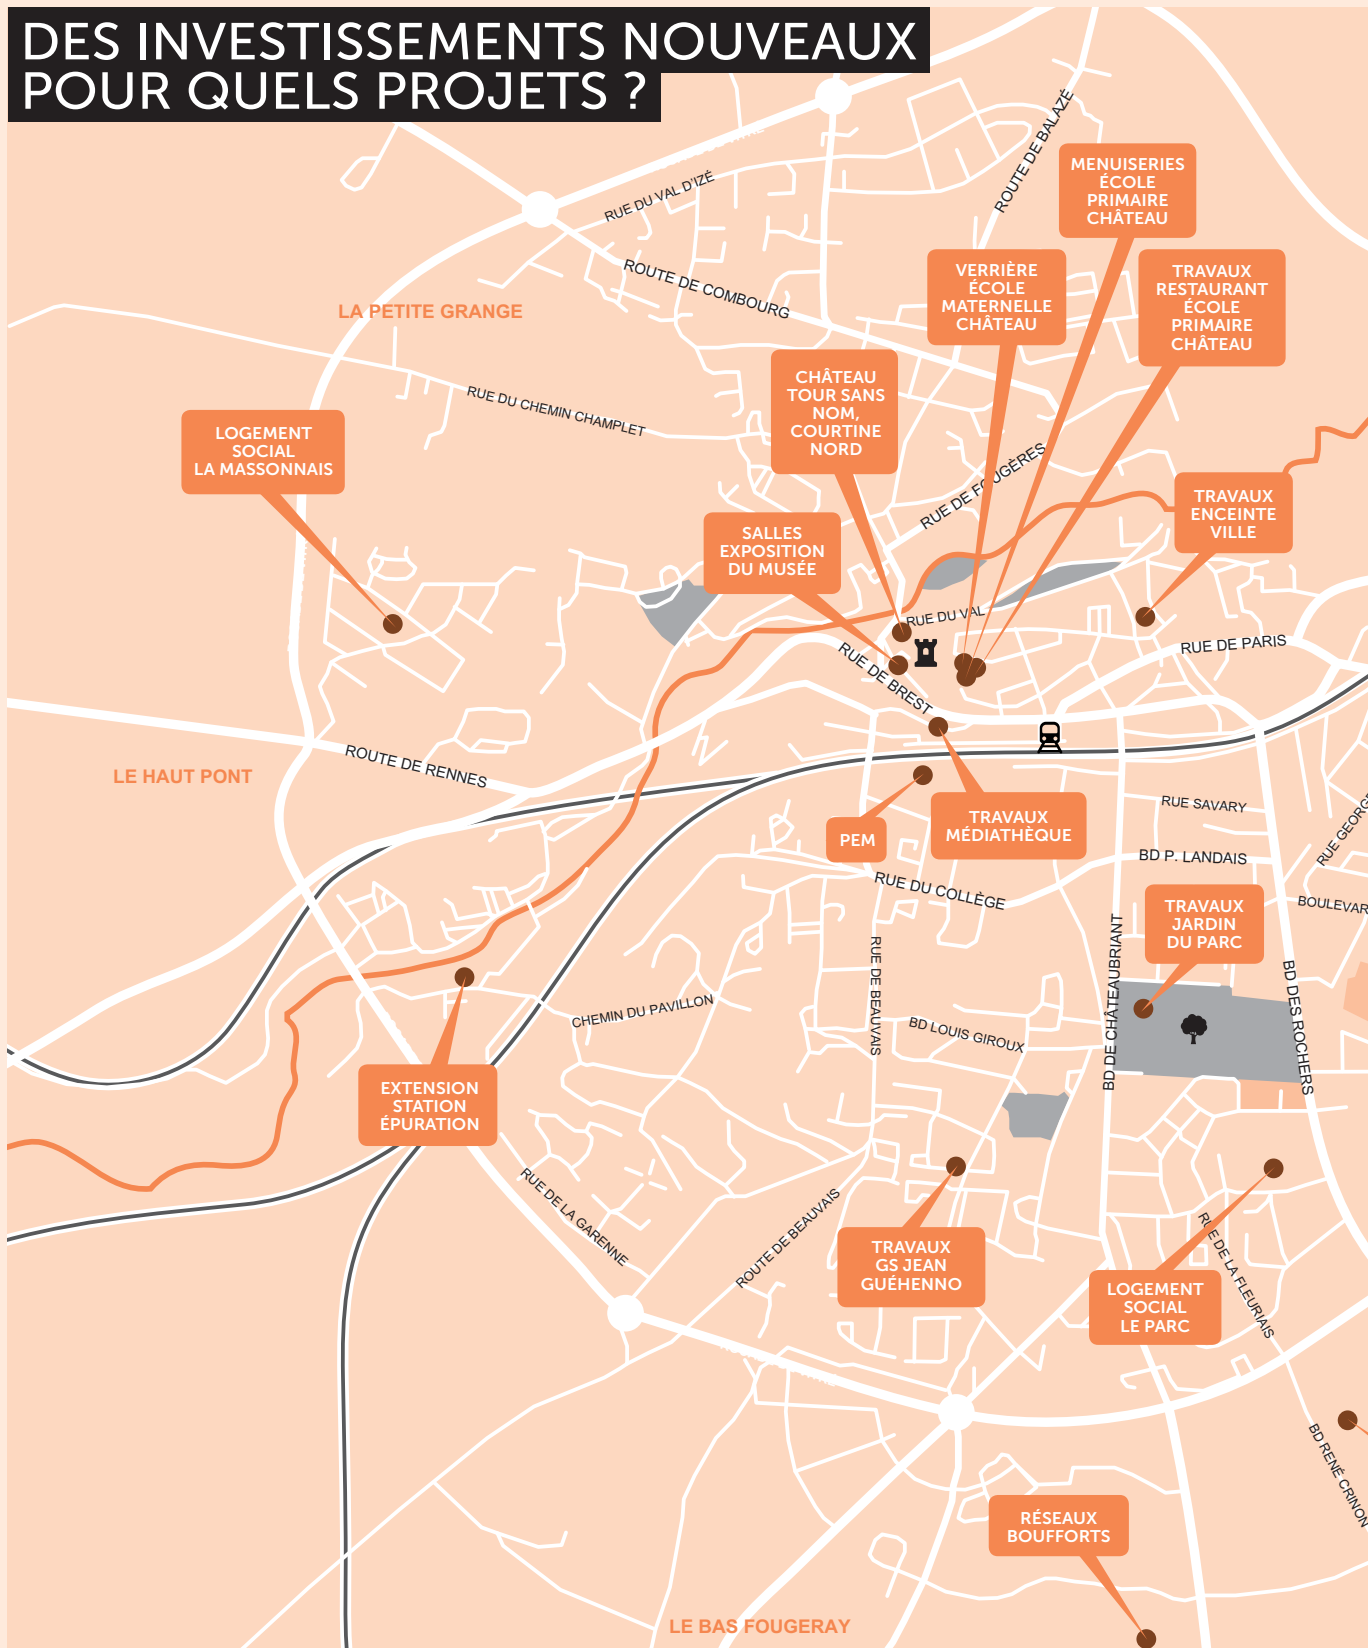 DES INVESTISSEMENTS NOUVEAUX
POUR QUELS PROJETS ?
ROUTE DE BALAZÉ
RUE DU VAL D'IZÉ
MENUISERIES
ÉCOLE
PRIMAIRE
CHÂTEAU
ROUTE DE COMBOURG
VERRIÈRE
ÉCOLE
MATERNELLE
CHÂTEAU
TRAVAUX
RESTAURANT
ÉCOLE
PRIMAIRE
CHÂTEAU
LA PETITE GRANGE
CHÂTEAU
TOUR SANS
NOM,
COURTINE
NORD
RUE DU CHEMIN CHAMPLET
LOGEMENT
SOCIAL
LA MASSONNAIS
RUE DE FOUGÈRES
TRAVAUX
ENCEINTE
VILLE
SALLES
EXPOSITION
DU MUSÉE
RUE DU VAL
RUE DE PARIS
RUE DE BREST
LE HAUT PONT
ROUTE DE RENNES
RUE SAVARY
RUE GEORGE
TRAVAUX
MÉDIATHÈQUE
PEM
BD P. LANDAIS
RUE DU COLLÈGE
BOULEVAR
TRAVAUX
JARDIN
DU PARC
RUE DE BEAUVAIS
BD DE CHÂTEAUBRIANT
BD DES ROCHERS
CHEMIN DU PAVILLON
BD LOUIS GIROUX
EXTENSION
STATION
ÉPURATION
RUE DE LA GARENNE
ROUTE DE BEAUVAIS
TRAVAUX
GS JEAN
GUÉHENNO
RUE DE LA FLEURIAIS
LOGEMENT
SOCIAL
LE PARC
BD RENÉ CRINON
RÉSEAUX
BOUFFORTS
LE BAS FOUGERAY